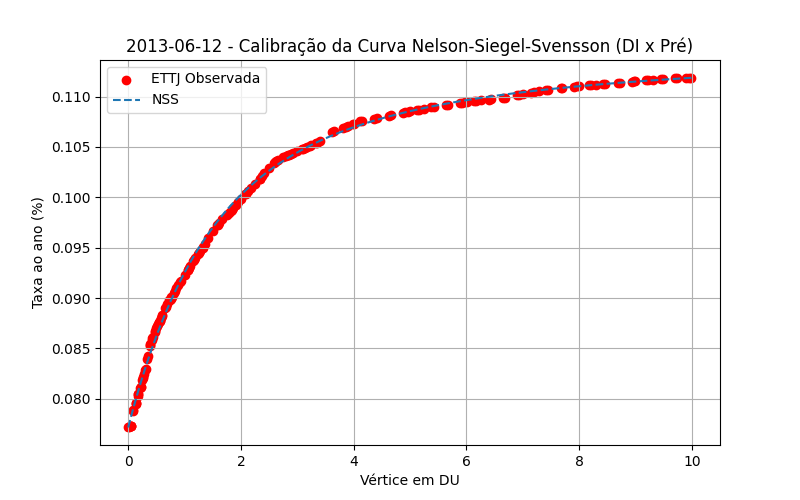 2013-06-12 - Calibração da Curva Nelson-Siegel-Svensson (DI x Pré)
ETTJ Observada
NSS
Taxa ao ano (%)
0.110
0.105
0.100
0.095
0.090
0.085
0.080
0 2 4 6 8 10
Vértice em DU